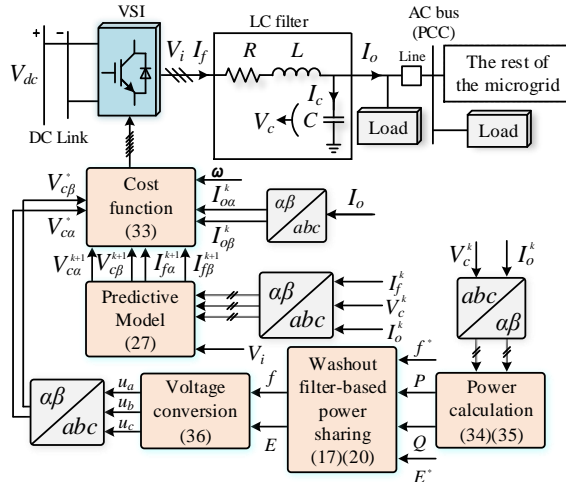 VSI
LC filter
AC bus
(PCC)
+ −
V_dc
DC Link
V_i
I_f
R
L
I_o
Line
The rest of
the microgrid
I_c
V_c
C
Load
Load
V_cβ^*
V_cα^*
Cost
function
(33)
ω
I_oα^k
I_oβ^k
αβ
abc
I_o
V_cα^{k+1}
V_cβ^{k+1}
I_fα^{k+1}
I_fβ^{k+1}
Predictive
Model
(27)
αβ
abc
I_f^k
V_c^k
I_o^k
V_i
V_c^k
I_o^k
abc
αβ
αβ
abc
u_a
u_b
u_c
Voltage
conversion
(36)
f
E
Washout
filter-based
power
sharing
(17)(20)
f^*
P
Q
E^*
Power
calculation
(34)(35)